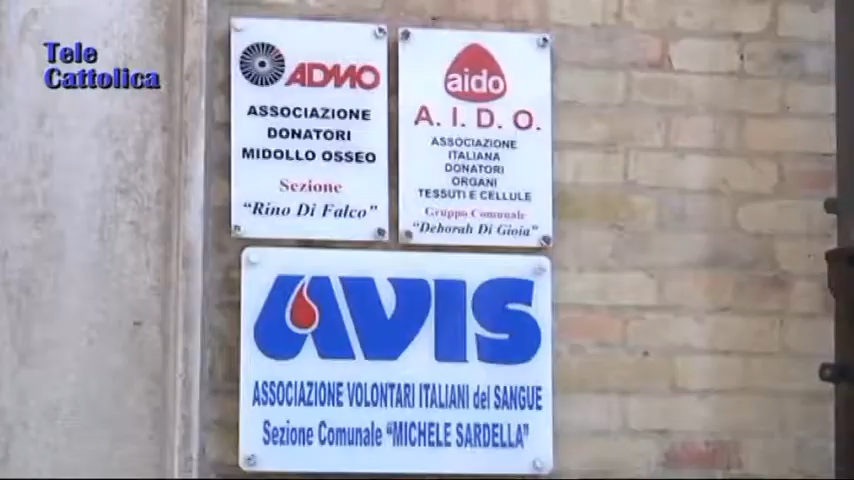 Tele
Cattolica
ADMO
ASSOCIAZIONE
DONATORI
MIDOLLO OSSEO
Sezione
“Rino Di Falco”
aido
A. I. D. O.
ASSOCIAZIONE
ITALIANA
DONATORI
ORGANI
TESSUTI E CELLULE
Gruppo Comunale
“Deborah Di Gioia”
AVIS
ASSOCIAZIONE VOLONTARI ITALIANI del SANGUE
Sezione Comunale “MICHELE SARDELLA”